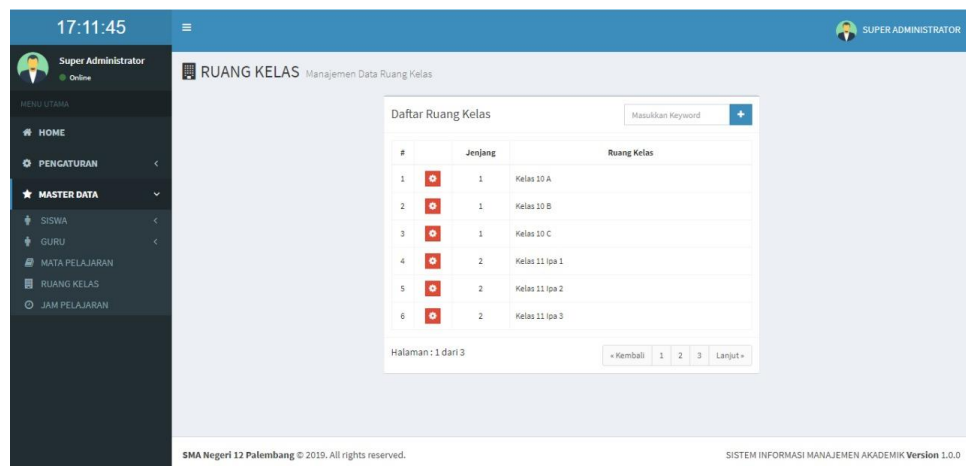 17:11:45
SUPER ADMINISTRATOR
Super Administrator
Online
MENU UTAMA
HOME
PENGATURAN
MASTER DATA
SISWA
GURU
MATA PELAJARAN
RUANG KELAS
JAM PELAJARAN
RUANG KELAS Manajemen Data Ruang Kelas
Daftar Ruang Kelas Masukkan Keyword +
# Jenjang Ruang Kelas
1 1 Kelas 10 A
2 1 Kelas 10 B
3 1 Kelas 10 C
4 2 Kelas 11 Ipa 1
5 2 Kelas 11 Ipa 2
6 2 Kelas 11 Ipa 3
Halaman : 1 dari 3 « Kembali 1 2 3 Lanjut »
SMA Negeri 12 Palembang © 2019. All rights reserved. SISTEM INFORMASI MANAJEMEN AKADEMIK Version 1.0.0